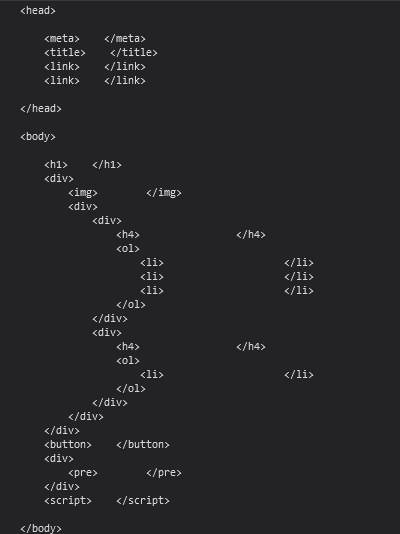 <head>
<meta> </meta>
<title> </title>
<link> </link>
<link> </link>
</head>
<body>
<h1> </h1>
<div>
<img> </img>
<div>
<div>
<h4> </h4>
<ol>
<li> </li>
<li> </li>
<li> </li>
</ol>
</div>
<div>
<h4> </h4>
<ol>
<li> </li>
</ol>
</div>
</div>
</div>
<button> </button>
<div>
<pre> </pre>
</div>
<script> </script>
</body>